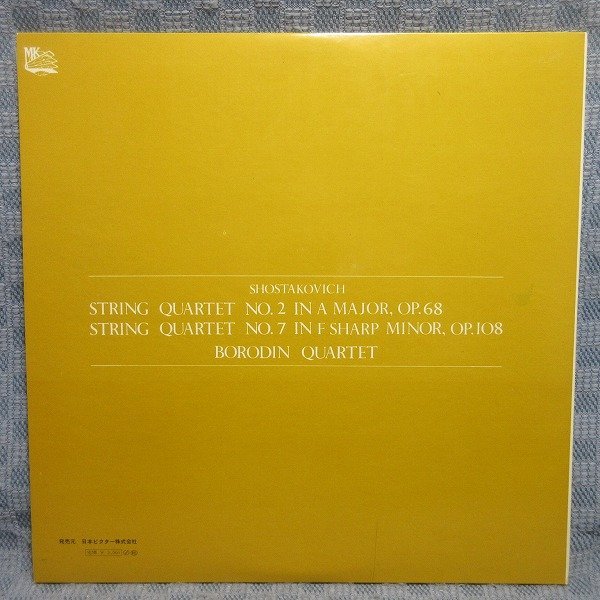 MK
SHOSTAKOVICH
STRING QUARTET NO.2 IN A MAJOR, OP.68
STRING QUARTET NO.7 IN F SHARP MINOR, OP.108
BORODIN QUARTET
発売元 日本ビクター株式会社